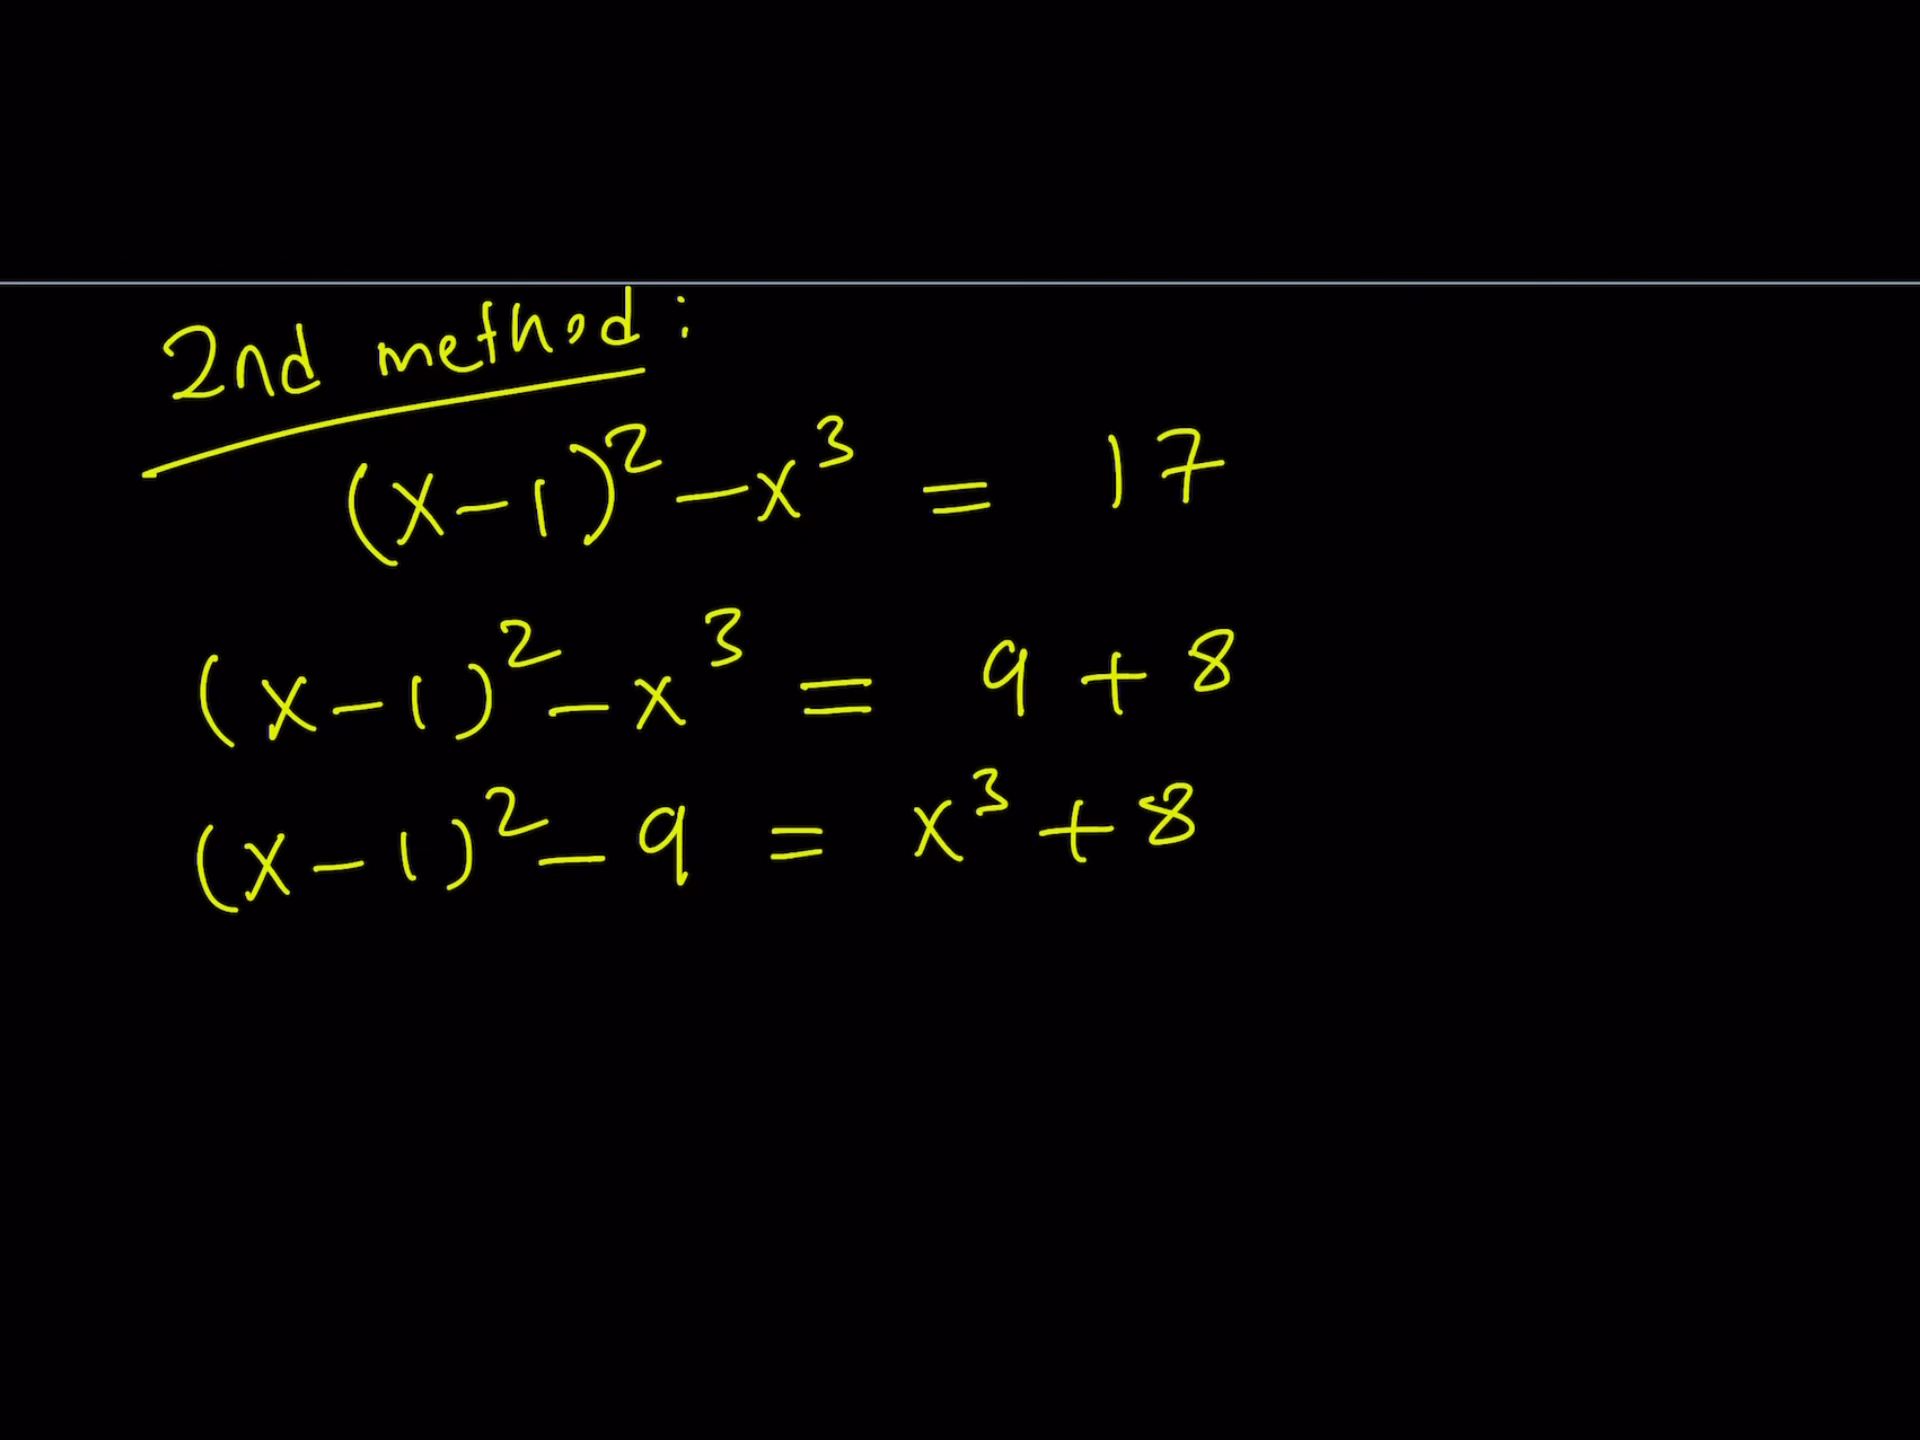 2nd method:
(x-1)² - x³ = 17
(x-1)² - x³ = 9 + 8
(x-1)² - 9 = x³ + 8